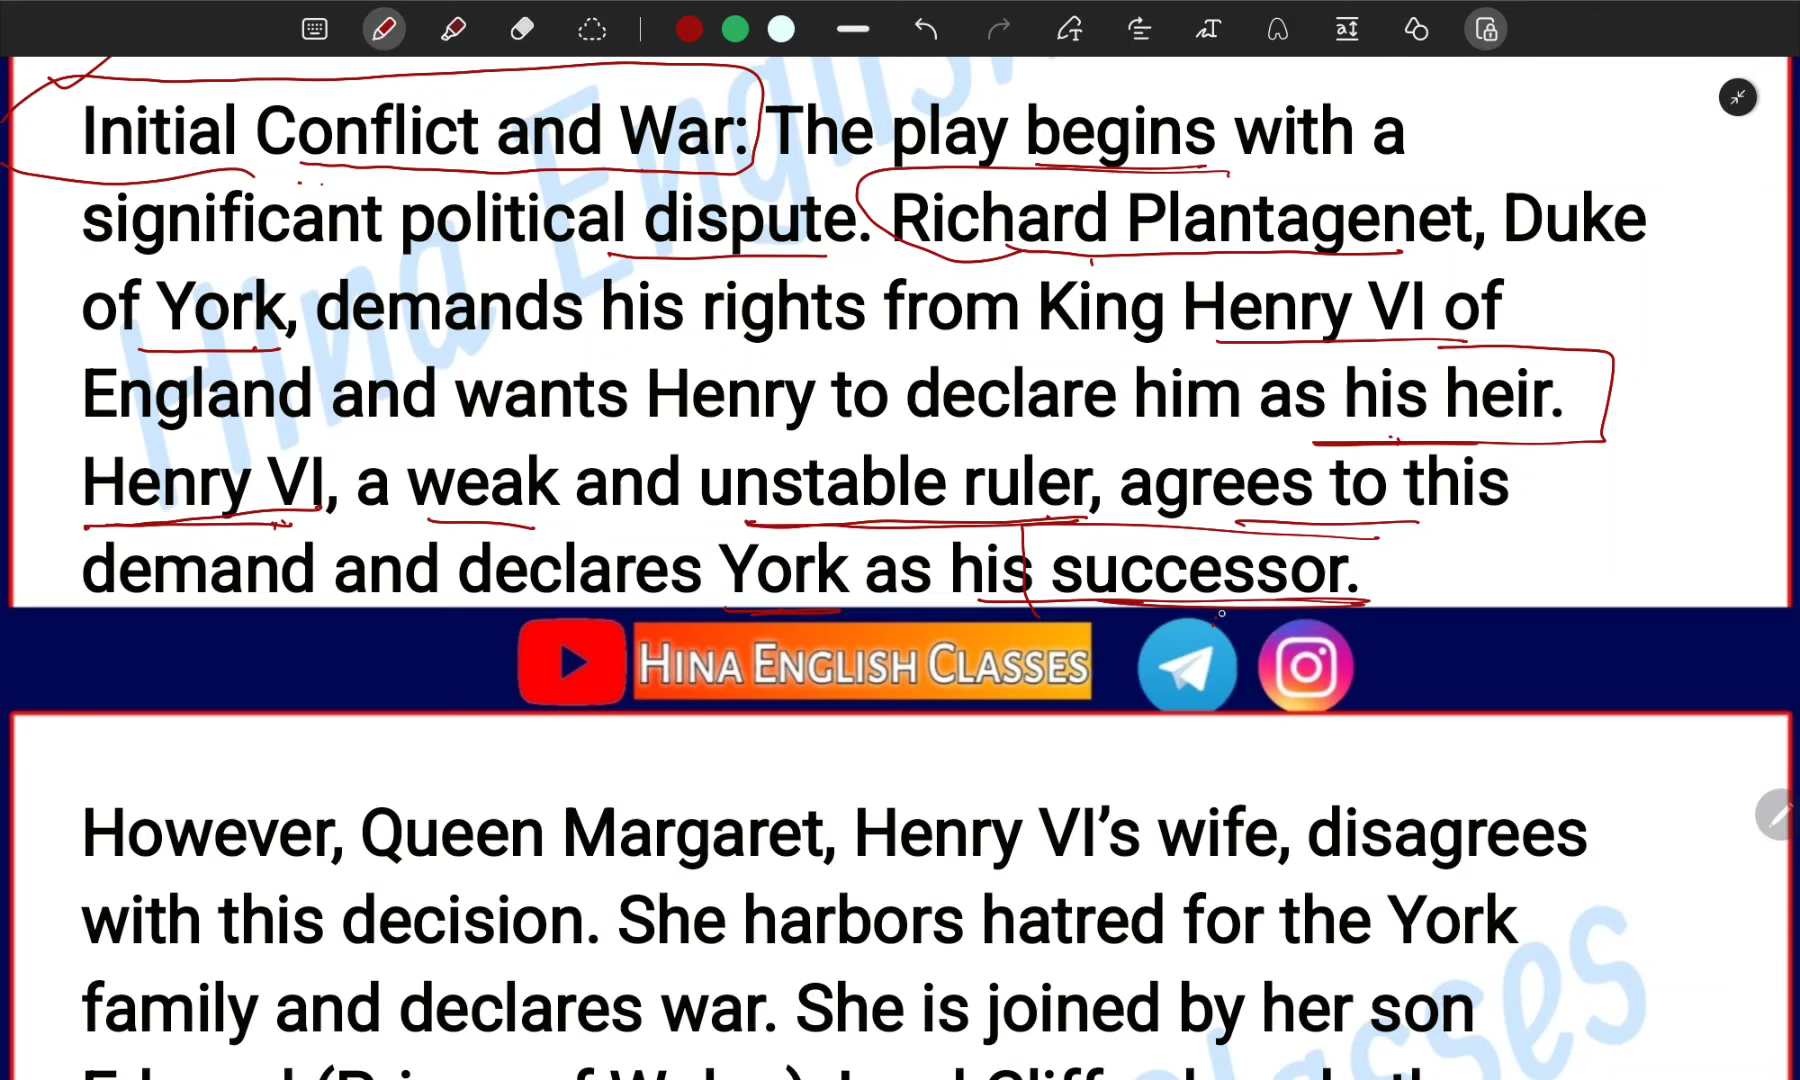 Initial Conflict and War: The play begins with a
significant political dispute. Richard Plantagenet, Duke
of York, demands his rights from King Henry VI of
England and wants Henry to declare him as his heir.
Henry VI, a weak and unstable ruler, agrees to this
demand and declares York as his successor.
HINA ENGLISH CLASSES
However, Queen Margaret, Henry VI’s wife, disagrees
with this decision. She harbors hatred for the York
family and declares war. She is joined by her son
Hina English
classes